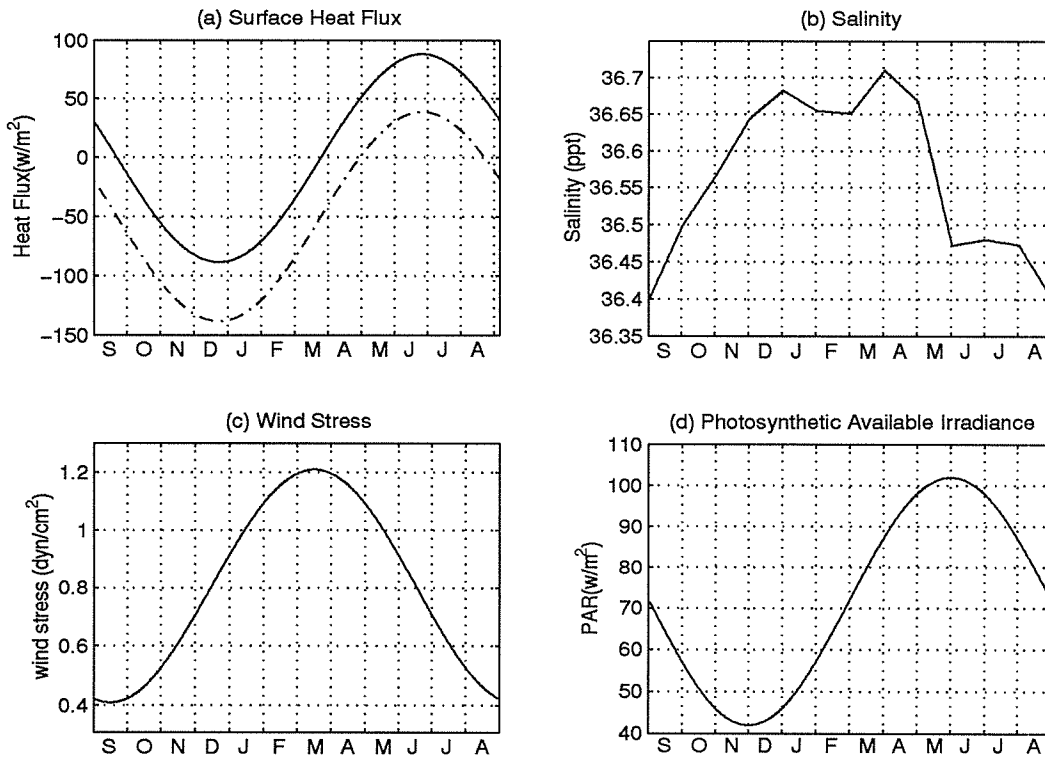 (a) Surface Heat Flux
100
50
0
−50
−100
−150
Heat Flux(w/m²)
S O N D J F M A M J J A
(b) Salinity
36.7
36.65
36.6
36.55
36.5
36.45
36.4
36.35
Salinity (ppt)
S O N D J F M A M J J A
(c) Wind Stress
1.2
1
0.8
0.6
0.4
wind stress (dyn/cm²)
S O N D J F M A M J J A
(d) Photosynthetic Available Irradiance
110
100
90
80
70
60
50
40
PAR(w/m²)
S O N D J F M A M J J A